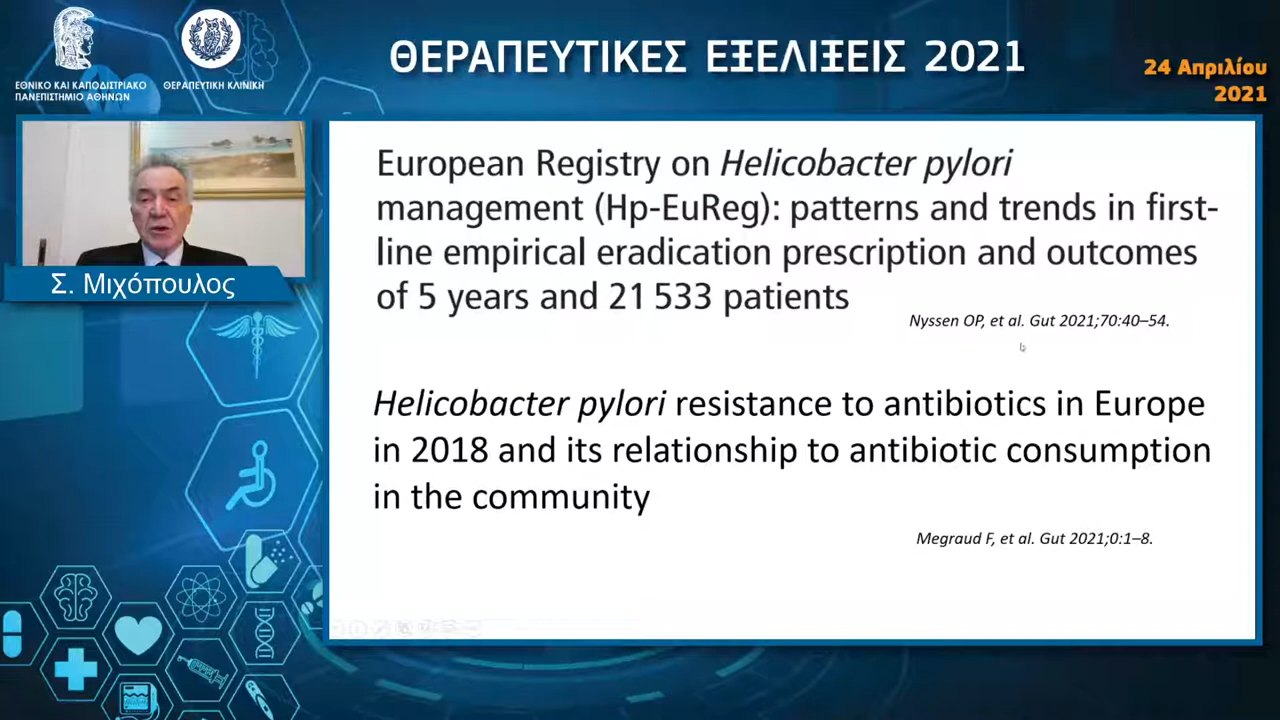 ΕΘΝΙΚΟ ΚΑΙ ΚΑΠΟΔΙΣΤΡΙΑΚΟ
ΠΑΝΕΠΙΣΤΗΜΙΟ ΑΘΗΝΩΝ
ΘΕΡΑΠΕΥΤΙΚΗ ΚΛΙΝΙΚΗ
ΘΕΡΑΠΕΥΤΙΚΕΣ ΕΞΕΛΙΞΕΙΣ 2021
24 Απριλίου
2021
Σ. Μιχόπουλος
European Registry on Helicobacter pylori
management (Hp-EuReg): patterns and trends in first-
line empirical eradication prescription and outcomes
of 5 years and 21 533 patients
Nyssen OP, et al. Gut 2021;70:40–54.
Helicobacter pylori resistance to antibiotics in Europe
in 2018 and its relationship to antibiotic consumption
in the community
Megraud F, et al. Gut 2021;0:1–8.